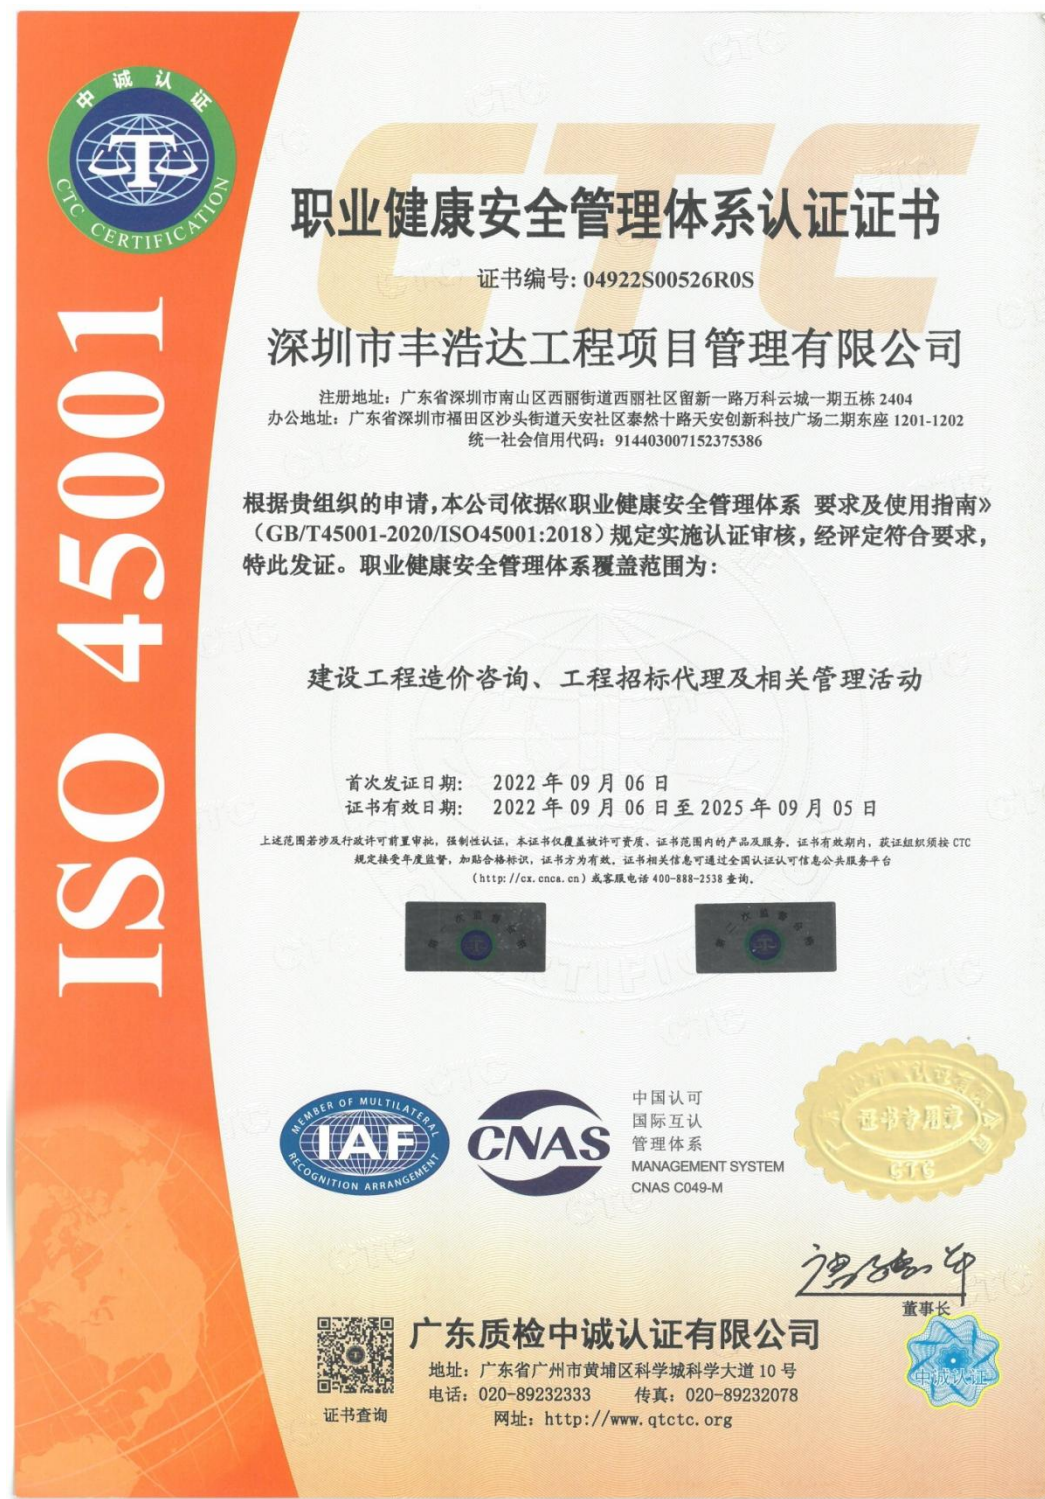 中诚认证
CTC CERTIFICATION
ISO 45001
CTC
职业健康安全管理体系认证证书
证书编号: 04922S00526R0S
深圳市丰浩达工程项目管理有限公司
注册地址：广东省深圳市南山区西丽街道西丽社区留新一路万科云城一期五栋 2404
办公地址：广东省深圳市福田区沙头街道天安社区泰然十路天安创新科技广场二期东座 1201-1202
统一社会信用代码：914403007152375386
根据贵组织的申请，本公司依据《职业健康安全管理体系 要求及使用指南》
（GB/T45001-2020/ISO45001:2018）规定实施认证审核，经评定符合要求，
特此发证。职业健康安全管理体系覆盖范围为：
建设工程造价咨询、工程招标代理及相关管理活动
首次发证日期： 2022 年 09 月 06 日
证书有效日期： 2022 年 09 月 06 日至 2025 年 09 月 05 日
上述范围若涉及行政许可前置审批，强制性认证，本证书仅覆盖被许可资质、证书范围内的产品及服务。证书有效期内，获证组织须按 CTC
规定接受年度监督，加贴合格标识，证书方为有效。证书相关信息可通过全国认证认可信息公共服务平台
（http://cx.cnca.cn）或客服电话 400-888-2538 查询。
MEMBER OF MULTILATERAL
IAF
RECOGNITION ARRANGEMENT
CNAS
中国认可
国际互认
管理体系
MANAGEMENT SYSTEM
CNAS C049-M
证书专用章
CTC
董事长
中诚认证
广东质检中诚认证有限公司
地址：广东省广州市黄埔区科学城科学大道 10 号
电话：020-89232333 传真：020-89232078
网址：http://www.qtctc.org
证书查询